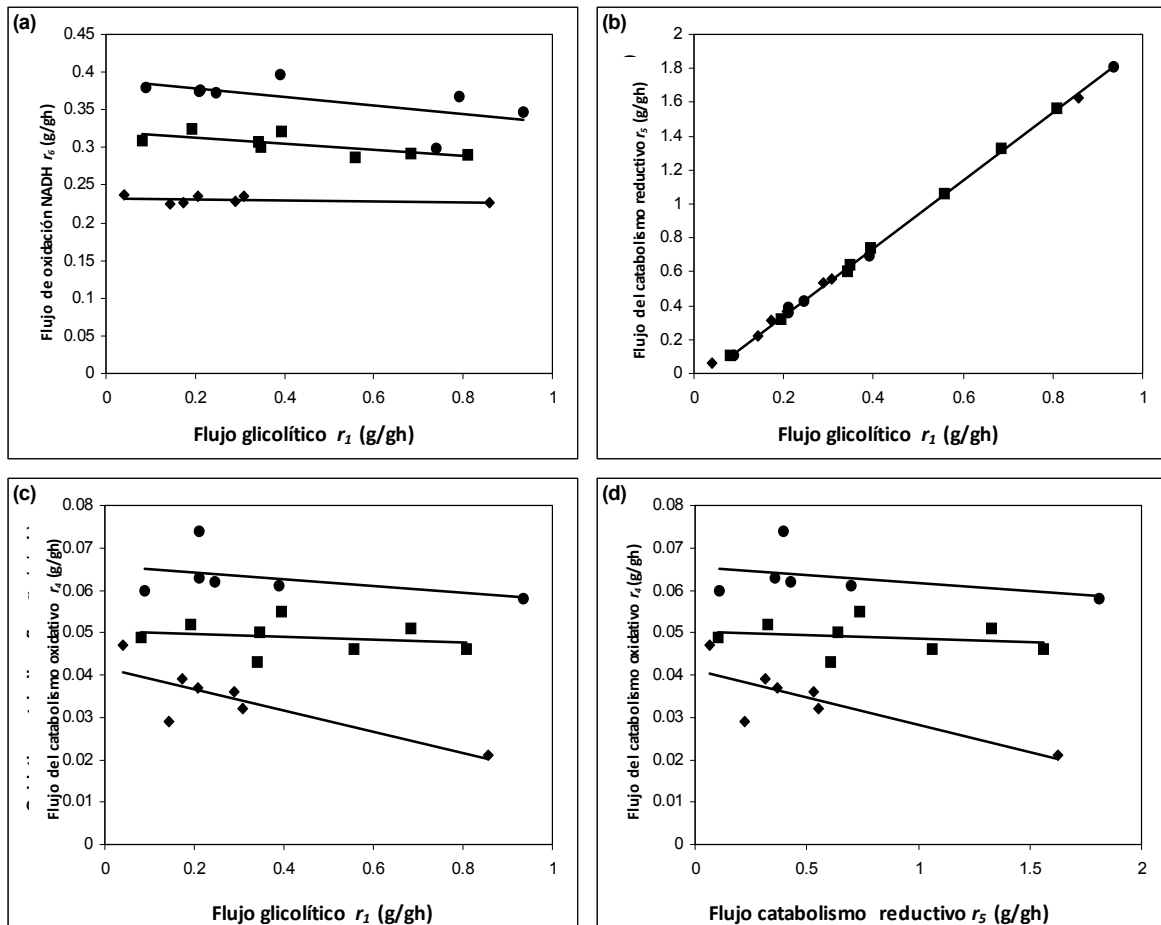 (a)
0.45
0.4
0.35
0.3
0.25
0.2
0.15
0.1
0.05
0
Flujo de oxidación NADH r6 (g/gh)
0 0.2 0.4 0.6 0.8 1
Flujo glicolítico r1 (g/gh)
(b)
2
1.8
1.6
1.4
1.2
1
0.8
0.6
0.4
0.2
0
Flujo del catabolismo reductivo r5 (g/gh)
0 0.2 0.4 0.6 0.8 1
Flujo glicolítico r1 (g/gh)
(c)
0.08
0.07
0.06
0.05
0.04
0.03
0.02
0.01
0
Flujo del catabolismo oxidativo r4 (g/gh)
0 0.2 0.4 0.6 0.8 1
Flujo glicolítico r1 (g/gh)
(d)
0.08
0.07
0.06
0.05
0.04
0.03
0.02
0.01
0
Flujo del catabolismo oxidativo r4 (g/gh)
0 0.5 1 1.5 2
Flujo catabolismo reductivo r5 (g/gh)